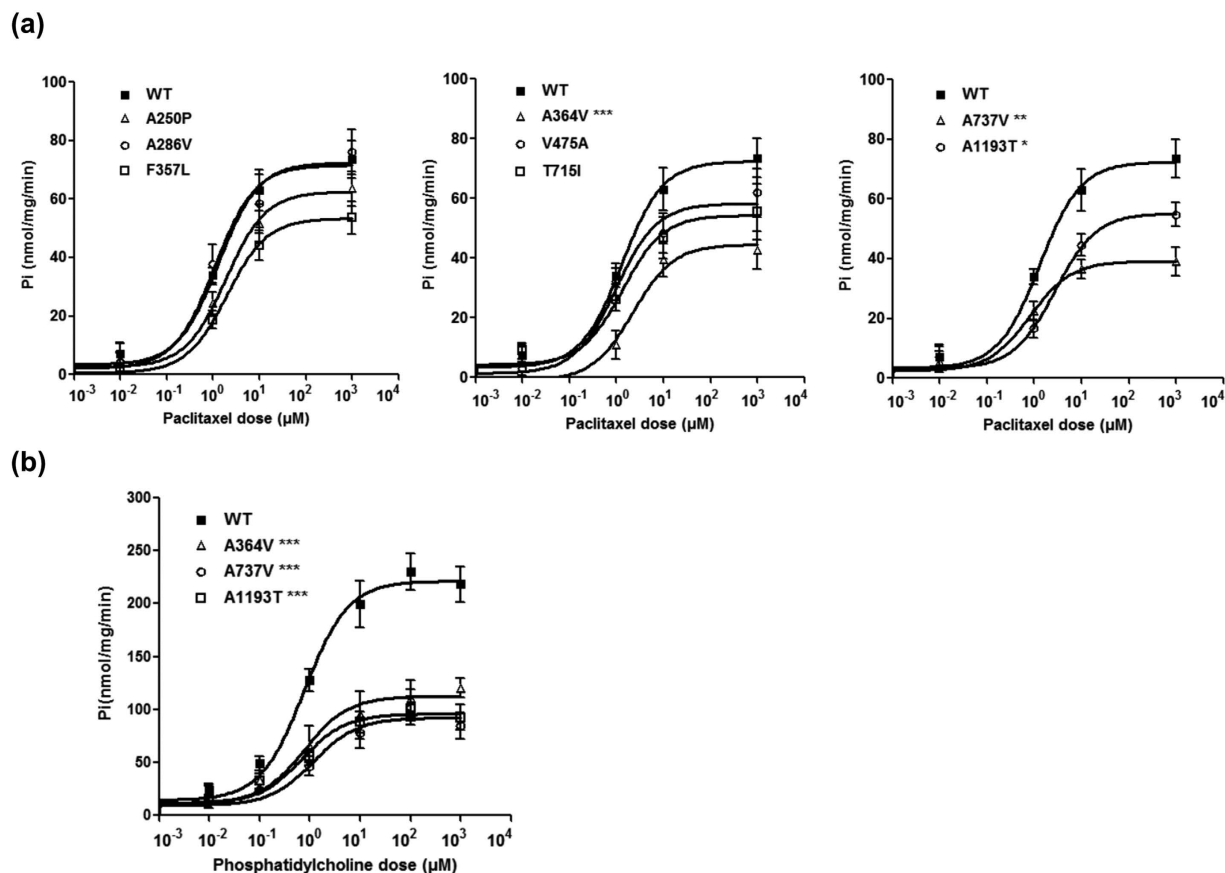 (a)
100
80
60
40
20
0
Pi (nmol/mg/min)
WT
A250P
A286V
F357L
10-3 10-2 10-1 100 101 102 103 104
Paclitaxel dose (µM)
100
80
60
40
20
0
Pi (nmol/mg/min)
WT
A364V ***
V475A
T715I
10-3 10-2 10-1 100 101 102 103 104
Paclitaxel dose (µM)
100
80
60
40
20
0
Pi (nmol/mg/min)
WT
A737V **
A1193T *
10-3 10-2 10-1 100 101 102 103 104
Paclitaxel dose (µM)
(b)
300
250
200
150
100
50
0
Pi(nmol/mg/min)
WT
A364V ***
A737V ***
A1193T ***
10-3 10-2 10-1 100 101 102 103 104
Phosphatidylcholine dose (µM)